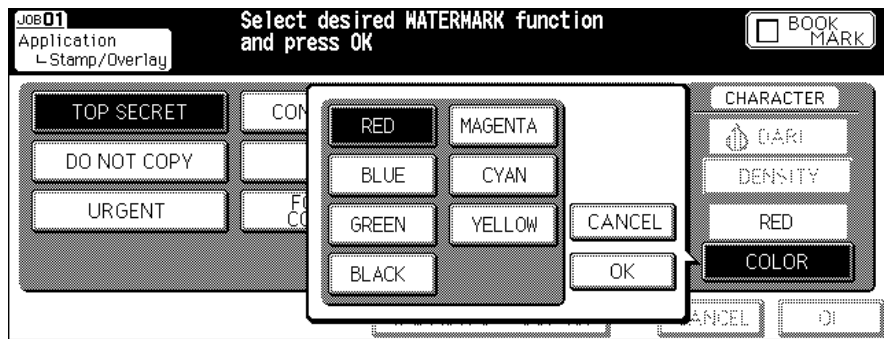 JOB01
Application
Stamp/Overlay
Select desired WATERMARK function
and press OK
BOOK
MARK
TOP SECRET
DO NOT COPY
URGENT
RED
MAGENTA
BLUE
CYAN
GREEN
YELLOW
BLACK
CANCEL
OK
CHARACTER
DENSITY
RED
COLOR